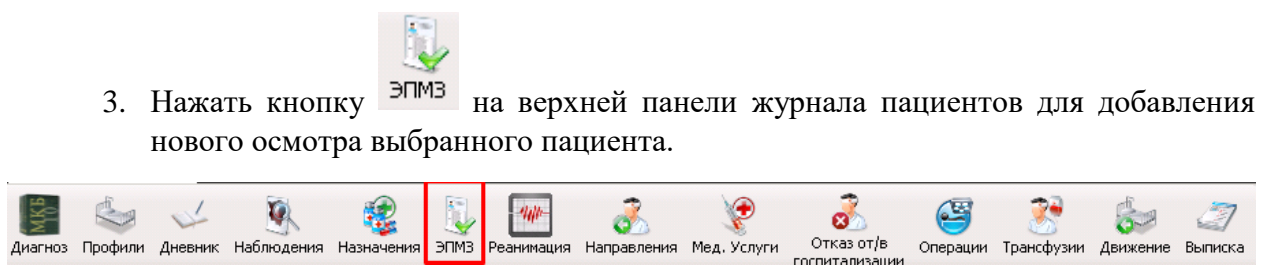 ЭПМЗ
3. Нажать кнопку на верхней панели журнала пациентов для добавления
нового осмотра выбранного пациента.
МКБ 10
Диагноз Профили Дневник Наблюдения Назначения ЭПМЗ Реанимация Направления Мед. Услуги Отказ от/в госпитализации Операции Трансфузии Движение Выписка